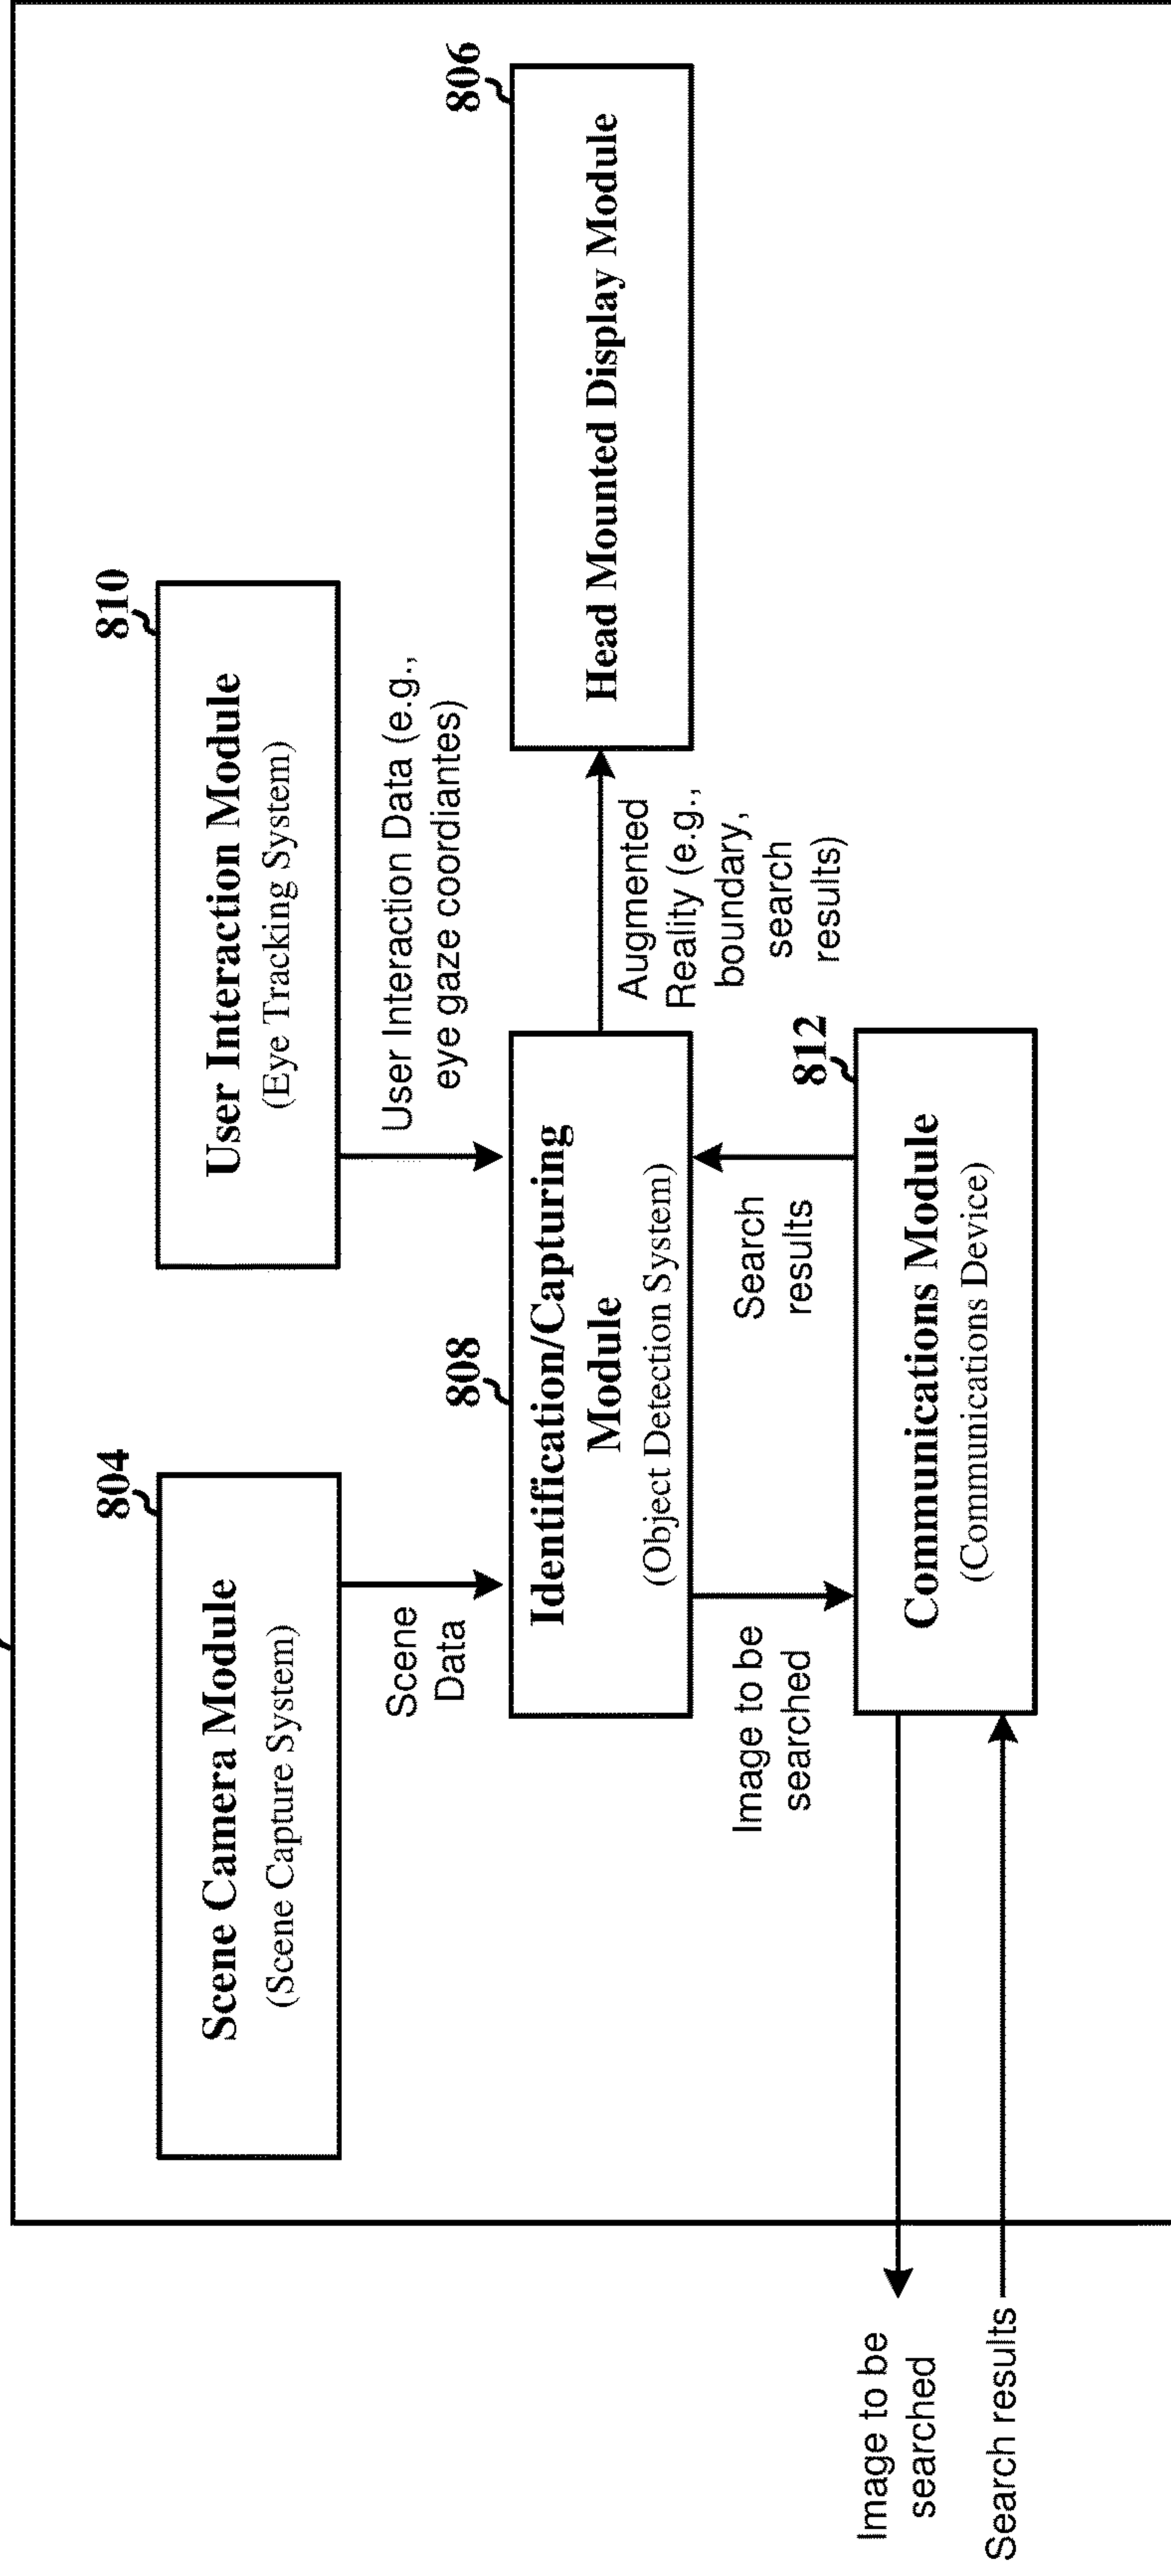 804
Scene Camera Module
(Scene Capture System)
810
User Interaction Module
(Eye Tracking System)
Scene
Data
User Interaction Data (e.g.,
eye gaze coordiantes)
808
Identification/Capturing
Module
(Object Detection System)
806
Head Mounted Display Module
Augmented
Reality (e.g.,
boundary,
search
results)
Image to be
searched
Search
results
812
Communications Module
(Communications Device)
Image to be
searched
Search results